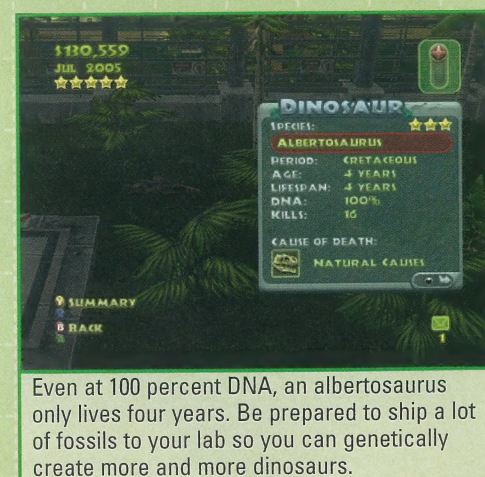 $130,559
JUL 2005
DINOSAUR
SPECIES:
ALBERTOSAURUS
PERIOD: CRETACEOUS
AGE: 4 YEARS
LIFESPAN: 4 YEARS
DNA: 100%
KILLS: 16
CAUSE OF DEATH:
NATURAL CAUSES
Y SUMMARY
B BACK
1
Even at 100 percent DNA, an albertosaurus
only lives four years. Be prepared to ship a lot
of fossils to your lab so you can genetically
create more and more dinosaurs.